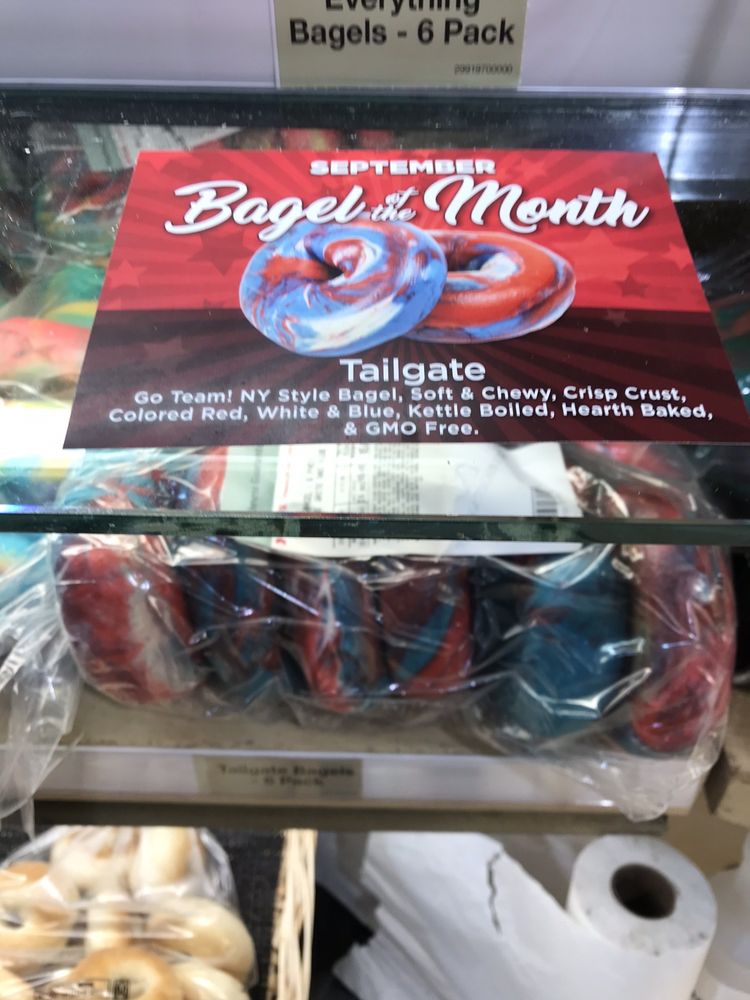 Everything
Bagels - 6 Pack
SEPTEMBER
Bagel of the Month
Tailgate
Go Team! NY Style Bagel, Soft & Chewy, Crisp Crust,
Colored Red, White & Blue, Kettle Boiled, Hearth Baked,
& GMO Free.
Tailgate Bagels
- 6 Pack